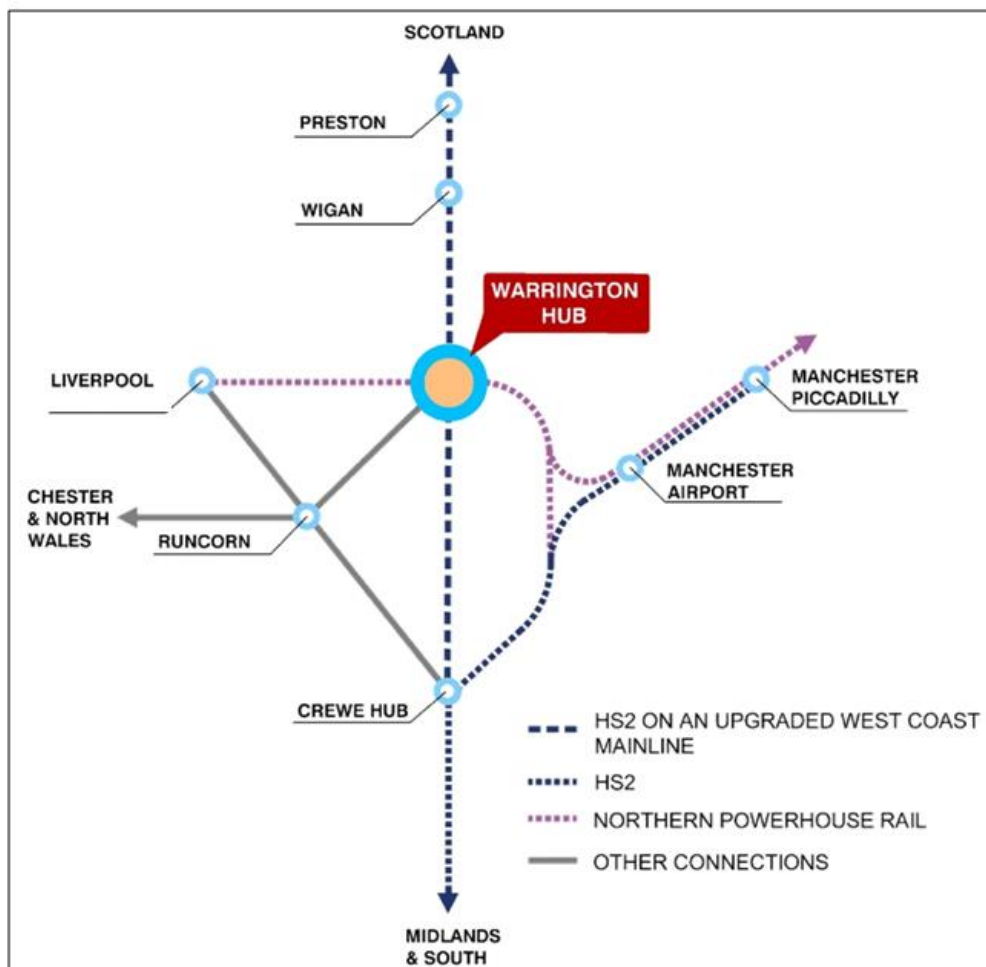 SCOTLAND
PRESTON
WIGAN
WARRINGTON
HUB
LIVERPOOL
MANCHESTER
PICCADILLY
MANCHESTER
AIRPORT
CHESTER
& NORTH
WALES
RUNCORN
CREWE HUB
HS2 ON AN UPGRADED WEST COAST
MAINLINE
HS2
NORTHERN POWERHOUSE RAIL
OTHER CONNECTIONS
MIDLANDS
& SOUTH